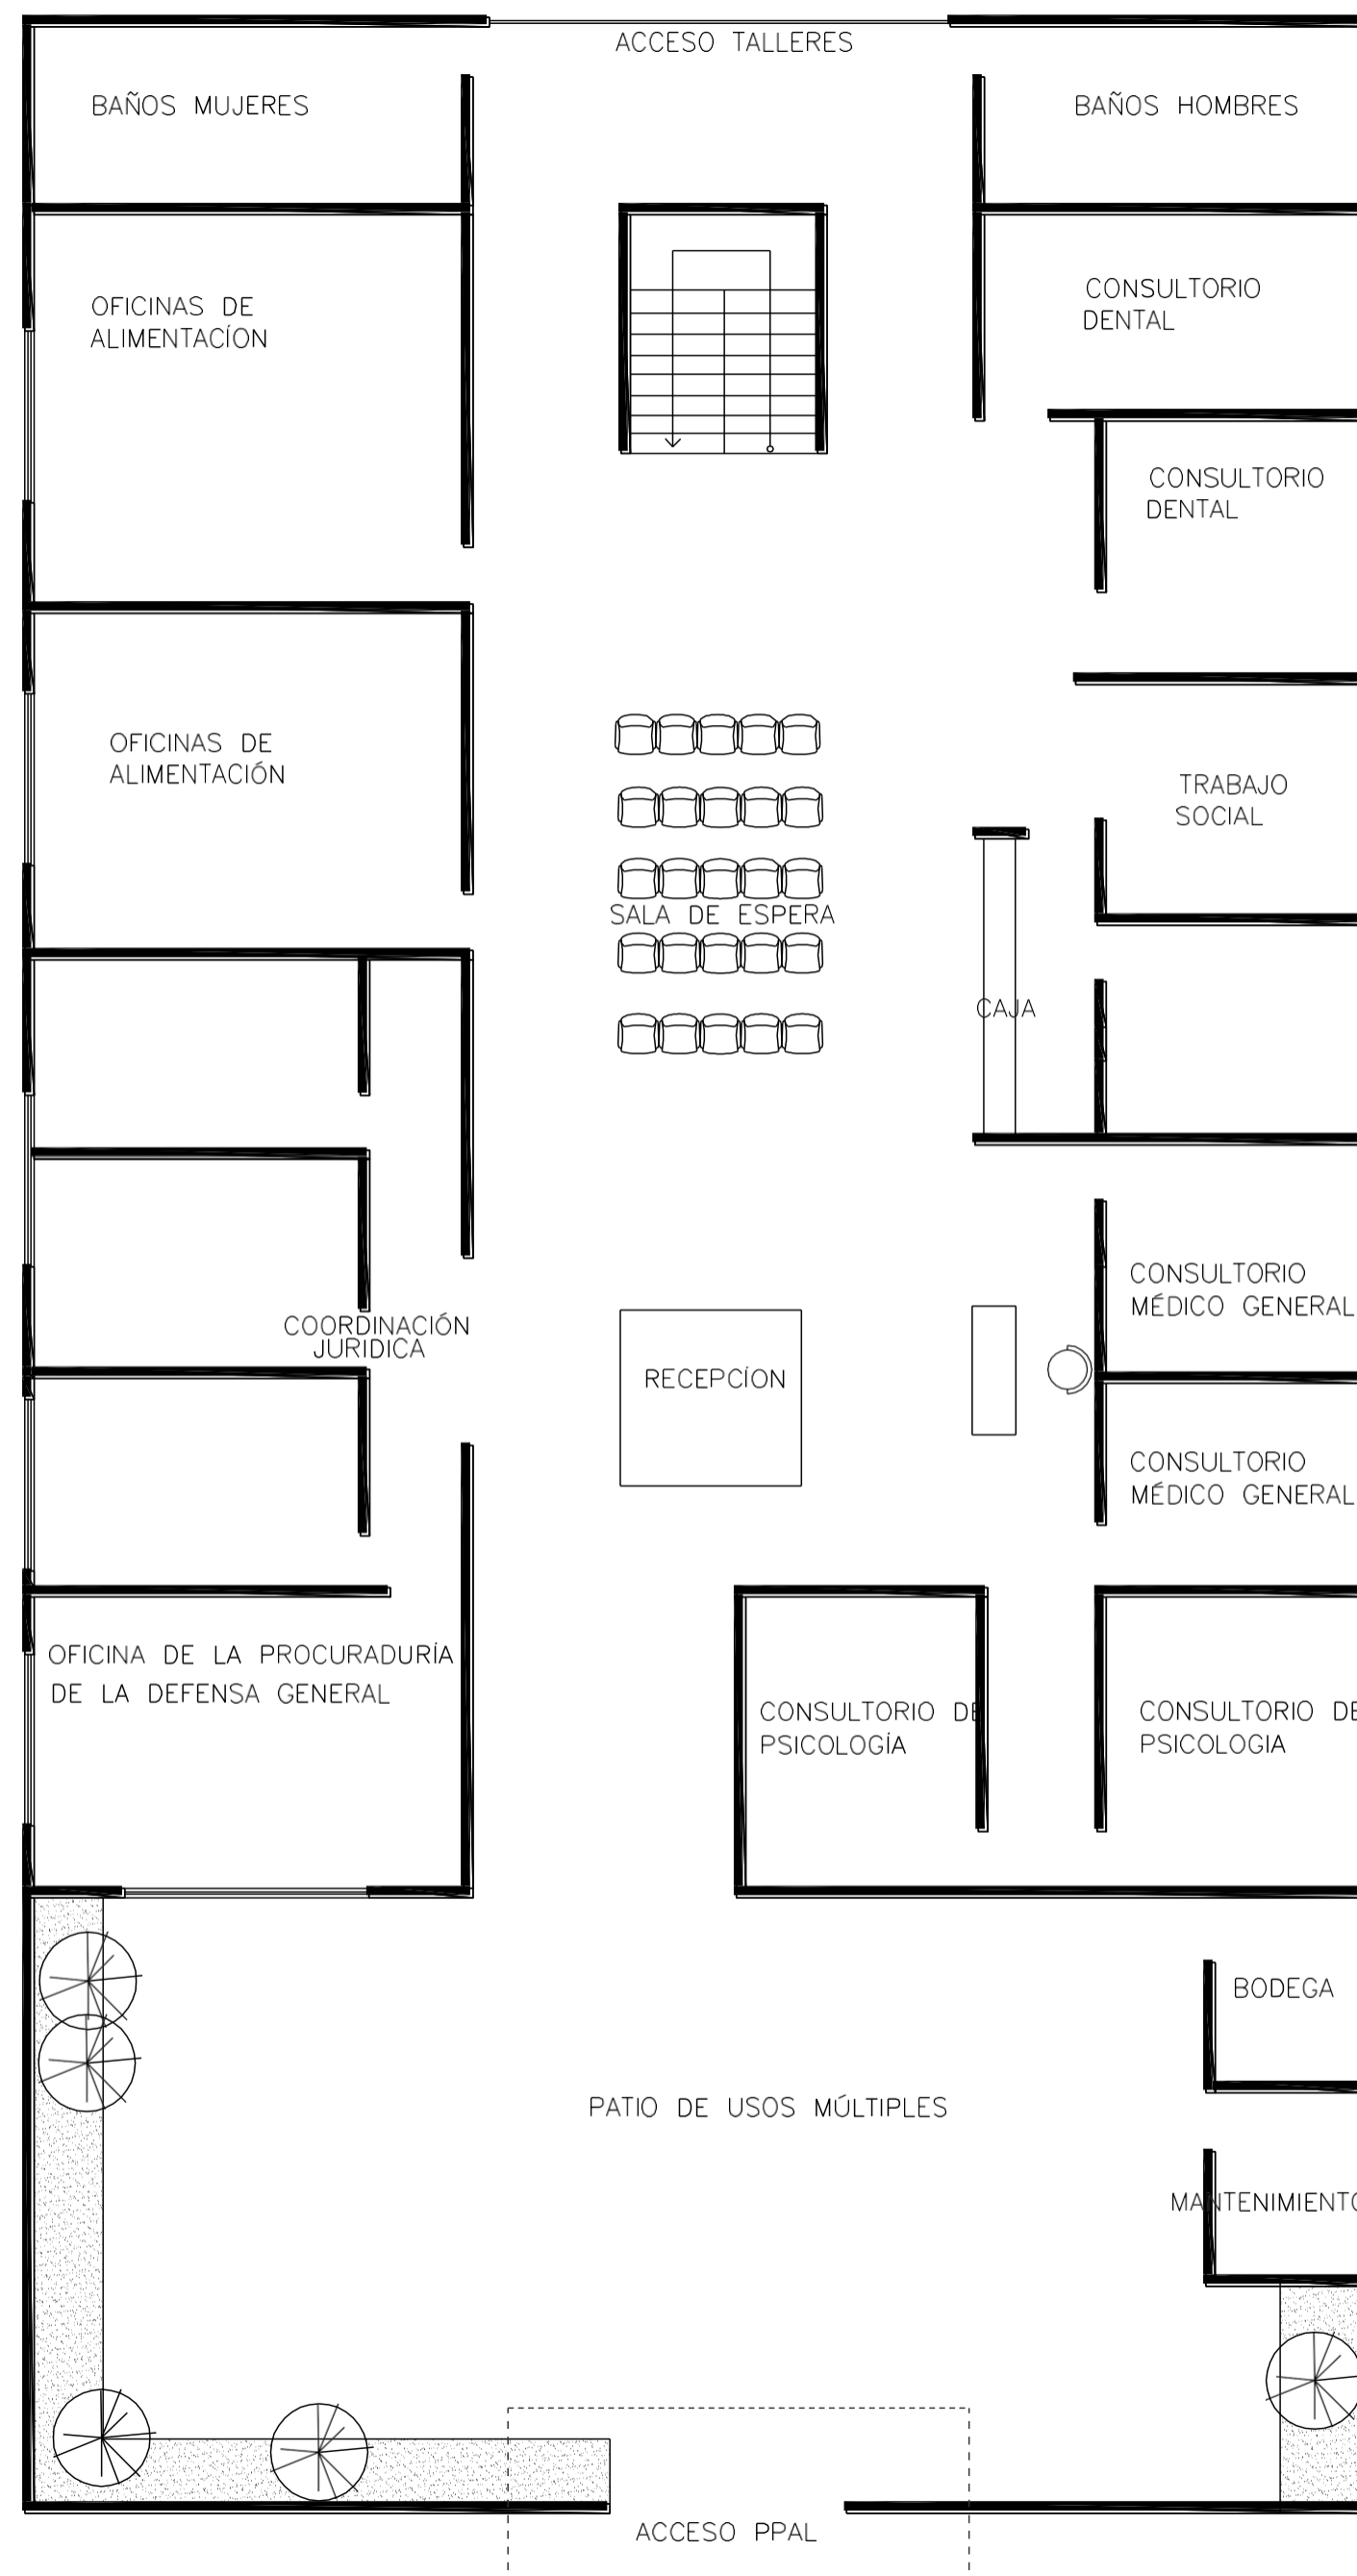 ACCESO TALLERES
BAÑOS MUJERES
BAÑOS HOMBRES
OFICINAS DE
ALIMENTACÍON
CONSULTORIO
DENTAL
CONSULTORIO
DENTAL
OFICINAS DE
ALIMENTACIÓN
TRABAJO
SOCIAL
SALA DE ESPERA
CAJA
CONSULTORIO
MÉDICO GENERAL
COORDINACIÓN
JURIDICA
RECEPCÍON
CONSULTORIO
MÉDICO GENERAL
OFICINA DE LA PROCURADURÍA
DE LA DEFENSA GENERAL
CONSULTORIO DE
PSICOLOGÍA
CONSULTORIO DE
PSICOLOGIA
BODEGA
PATIO DE USOS MÚLTIPLES
MANTENIMIENTO
ACCESO PPAL